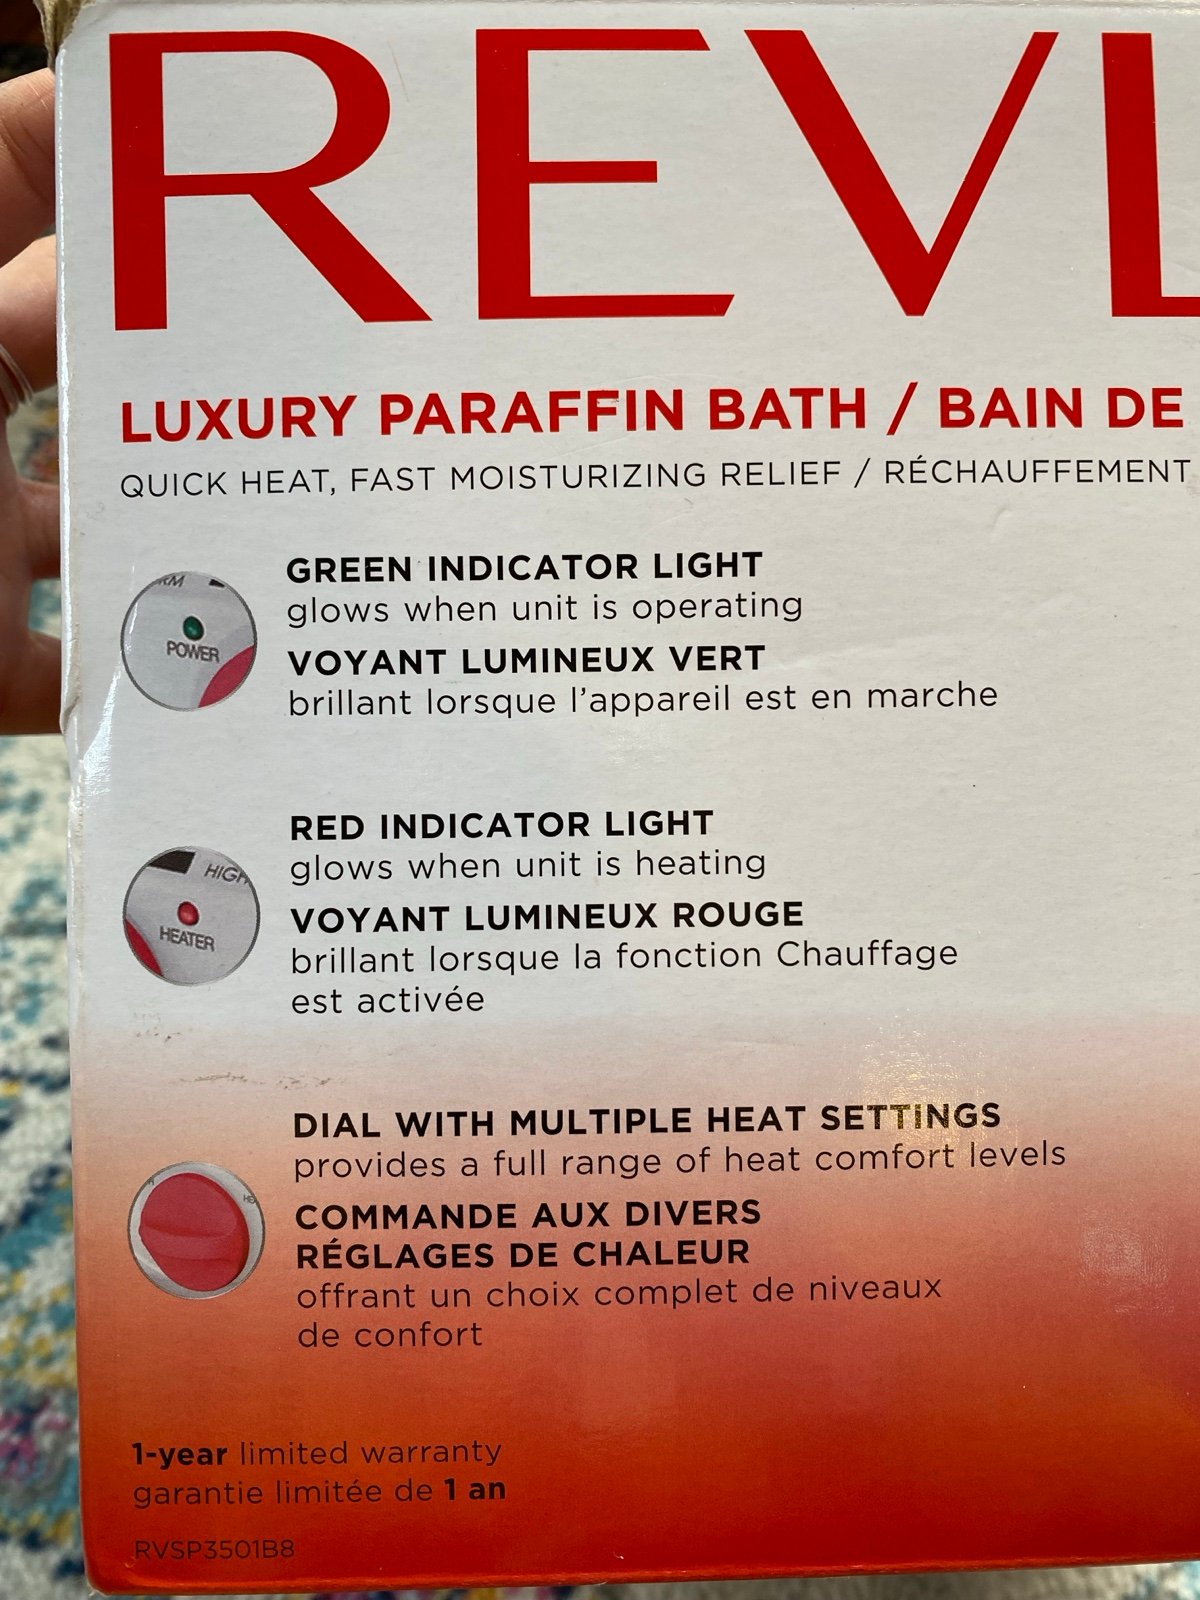 REVL
LUXURY PARAFFIN BATH / BAIN DE
QUICK HEAT, FAST MOISTURIZING RELIEF / RÉCHAUFFEMENT
RM
POWER
GREEN INDICATOR LIGHT
glows when unit is operating
VOYANT LUMINEUX VERT
brillant lorsque l'appareil est en marche
HIGH
HEATER
RED INDICATOR LIGHT
glows when unit is heating
VOYANT LUMINEUX ROUGE
brillant lorsque la fonction Chauffage
est activée
DIAL WITH MULTIPLE HEAT SETTINGS
provides a full range of heat comfort levels
COMMANDE AUX DIVERS
RÉGLAGES DE CHALEUR
offrant un choix complet de niveaux
de confort
1-year limited warranty
garantie limitée de 1 an
RVSP3501B8